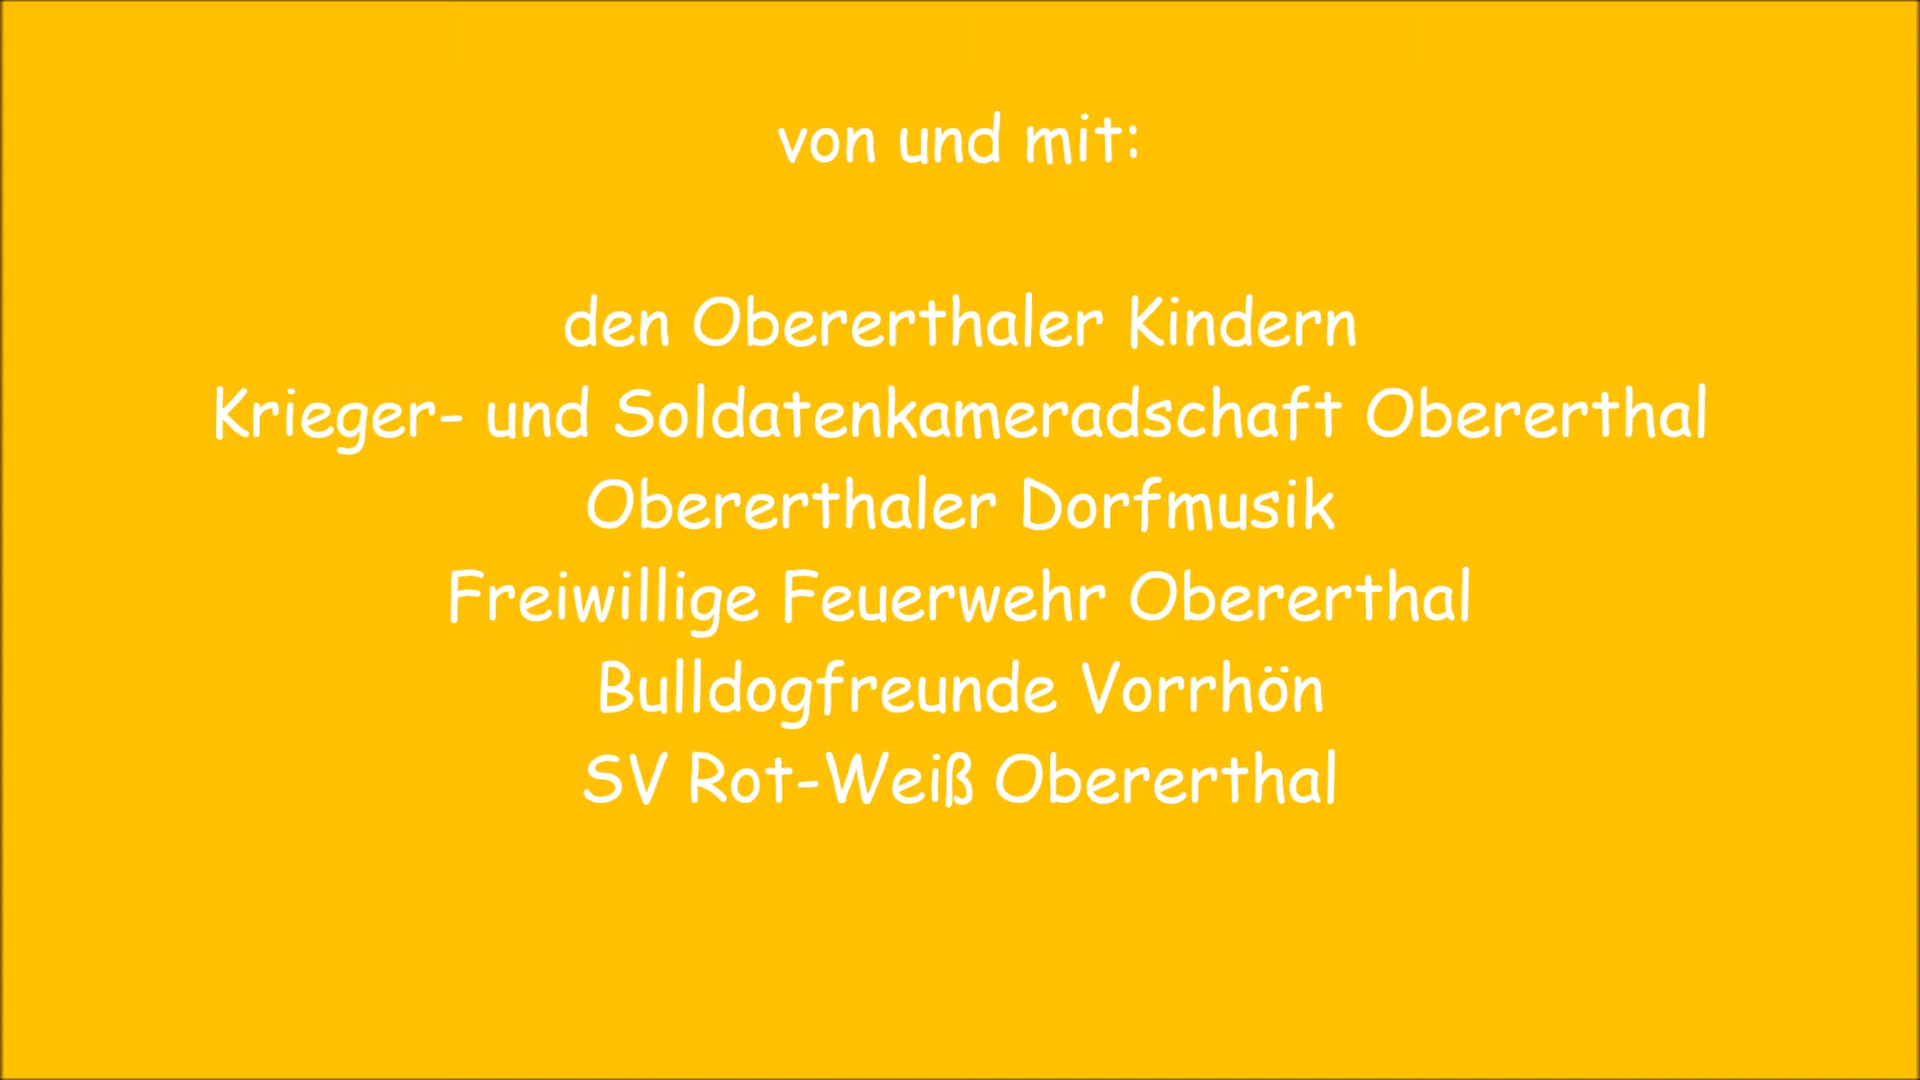 von und mit:
den Obererthaler Kindern
Krieger- und Soldatenkameradschaft Obererthal
Obererthaler Dorfmusik
Freiwillige Feuerwehr Obererthal
Bulldogfreunde Vorrhön
SV Rot-Weiß Obererthal